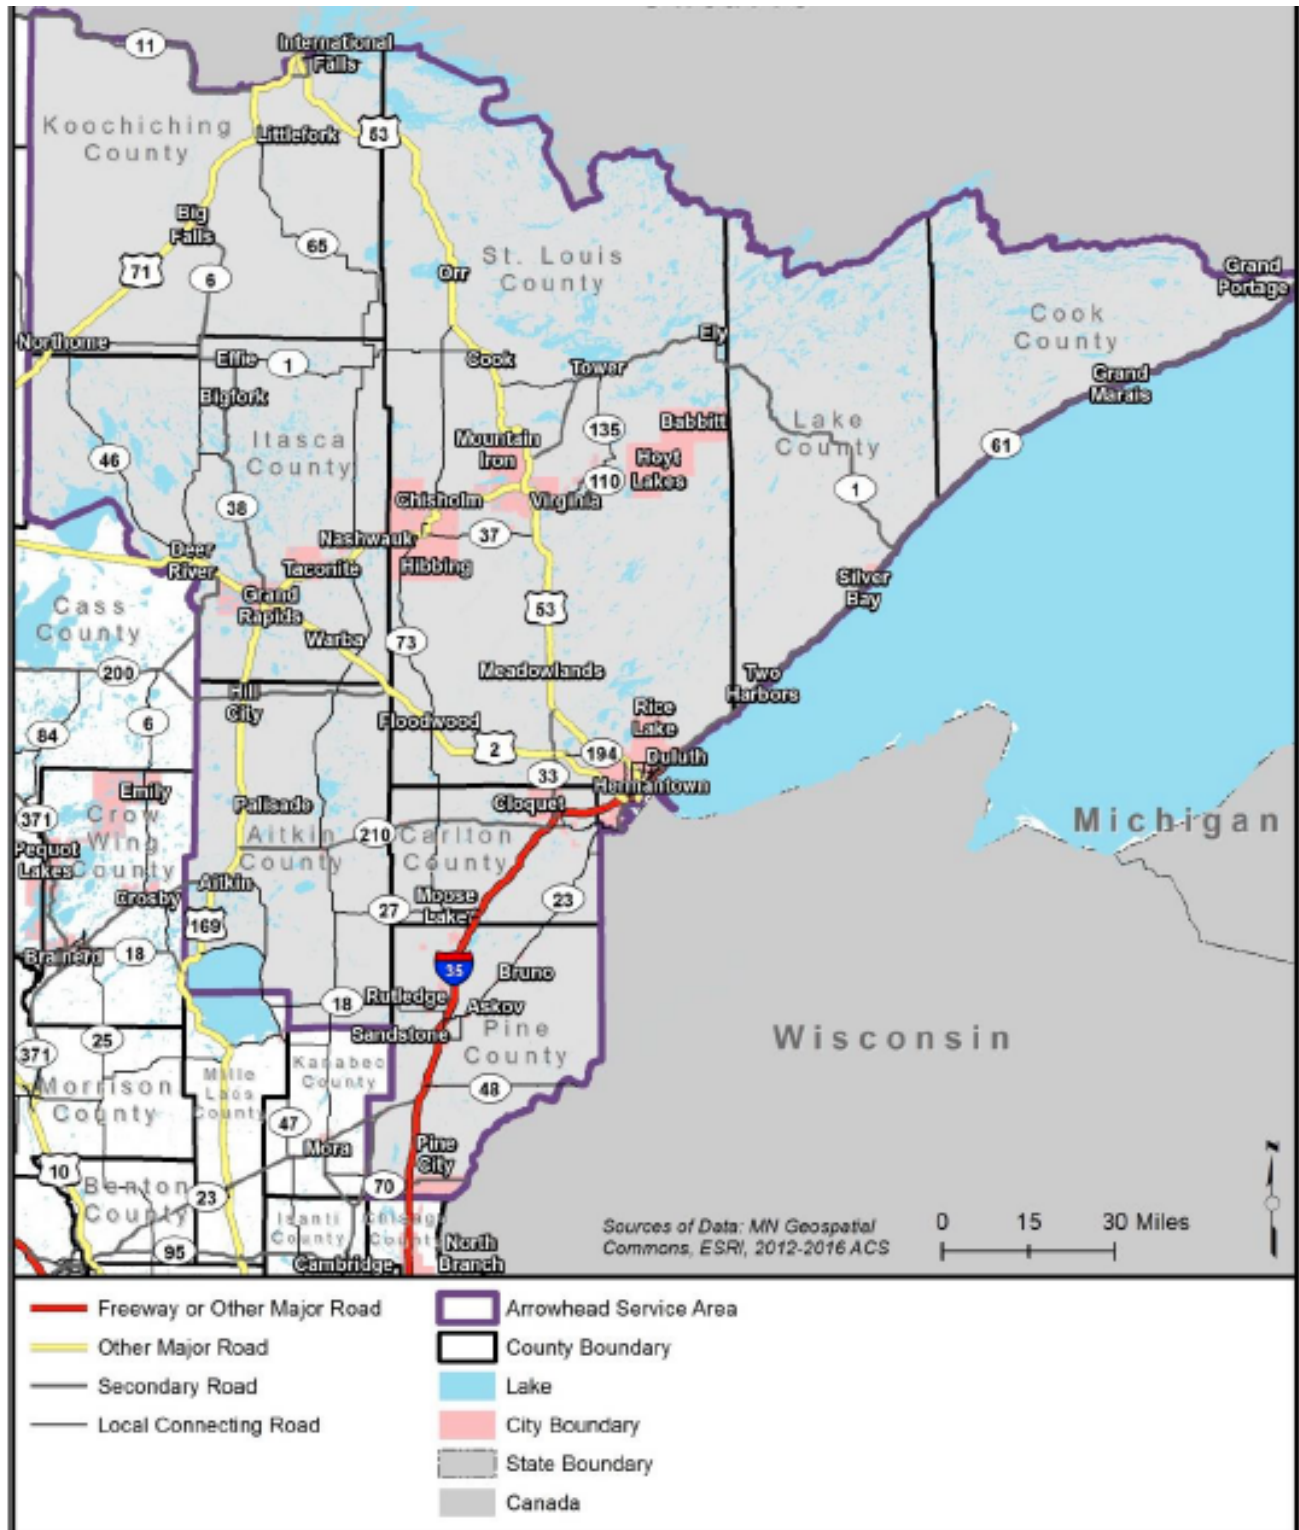 11
International
Falls
Koochiching
County
Littlefork
53
Big
Falls
65
71
6
St. Louis
County
Orr
Grand
Portage
Northome
Effie
1
Cook
Tower
Ely
Cook
County
Grand
Marais
Bigfork
Itasca
County
Mountain
Iron
135
Babbitt
Lake
County
61
46
Hoyt
Lakes
110
1
Chisholm
Virginia
38
Nashwauk
37
Deer
River
Taconite
Hibbing
Silver
Bay
Grand
Rapids
53
Cass
County
Warba
73
200
Meadowlands
Two
Harbors
Hill
City
6
84
Floodwood
2
194
Rice
Lake
Duluth
33
Hermantown
Emily
Palisade
Cloquet
371
Crow
Wing
County
Aitkin
County
210
Carlton
County
Michigan
Pequot
Lakes
Aitkin
Crosby
Moose
Lake
27
23
169
Brainerd
18
35
Bruno
18
Rutledge
Askov
Sandstone
Pine
County
Wisconsin
25
371
Kanabec
County
Morrison
County
Mille
Lacs
County
48
47
Mora
Pine
City
10
Benton
County
23
70
Isanti
County
Chisago
County
95
Cambridge
North
Branch
Sources of Data: MN Geospatial
Commons, ESRI, 2012-2016 ACS
0 15 30 Miles
N
Freeway or Other Major Road
Other Major Road
Secondary Road
Local Connecting Road
Arrowhead Service Area
County Boundary
Lake
City Boundary
State Boundary
Canada